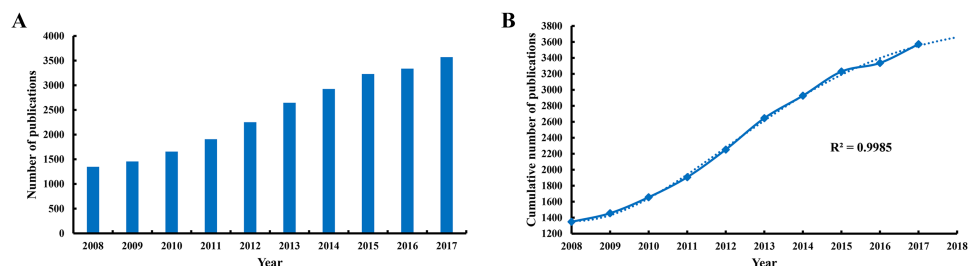 A
Number of publications
4000
3500
3000
2500
2000
1500
1000
500
0
2008 2009 2010 2011 2012 2013 2014 2015 2016 2017
Year
B
Cumulative number of publications
3800
3600
3400
3200
3000
2800
2600
2400
2200
2000
1800
1600
1400
1200
R² = 0.9985
2008 2009 2010 2011 2012 2013 2014 2015 2016 2017 2018
Year